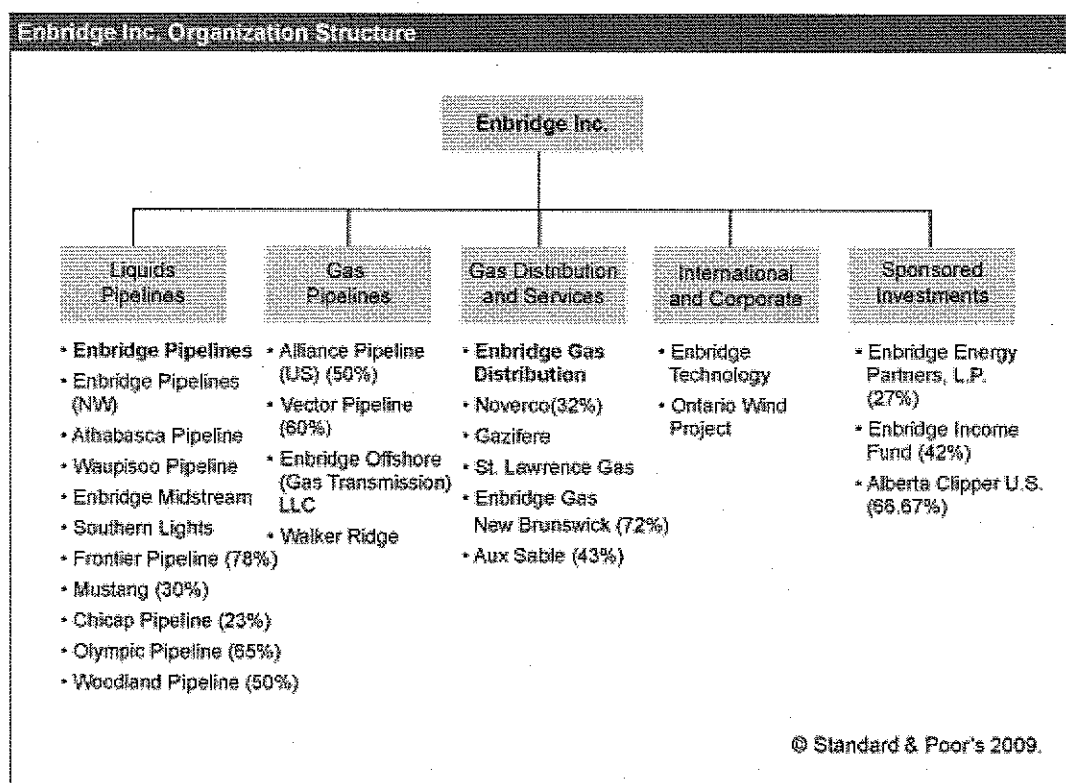 Enbridge Inc. Organization Structure
Enbridge Inc.
Liquids
Pipelines
• Enbridge Pipelines
• Enbridge Pipelines
(NW)
• Athabasca Pipeline
• Waupisoo Pipeline
• Enbridge Midstream
• Southern Lights
• Frontier Pipeline (78%)
• Mustang (30%)
• Chicap Pipeline (23%)
• Olympic Pipeline (65%)
• Woodland Pipeline (50%)
Gas
Pipelines
• Alliance Pipeline
(US) (50%)
• Vector Pipeline
(60%)
• Enbridge Offshore
(Gas Transmission)
LLC
• Walker Ridge
Gas Distribution
and Services
• Enbridge Gas
Distribution
• Noverco(32%)
• Gazifere
• St. Lawrence Gas
• Enbridge Gas
New Brunswick (72%)
• Aux Sable (43%)
International
and Corporate
• Enbridge
Technology
• Ontario Wind
Project
Sponsored
Investments
• Enbridge Energy
Partners, L.P.
(27%)
• Enbridge Income
Fund (42%)
• Alberta Clipper U.S.
(66.67%)
© Standard & Poor's 2009.